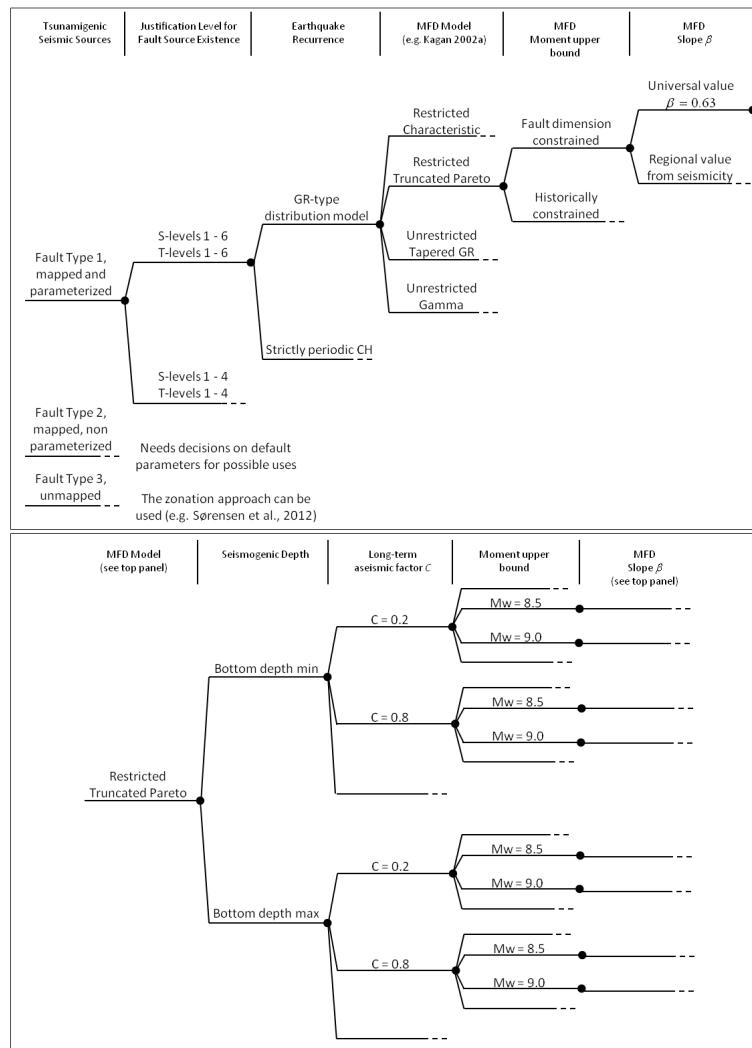 Tsunamigenic
Seismic Sources
Justification Level for
Fault Source Existence
Earthquake
Recurrence
MFD Model
(e.g. Kagan 2002a)
MFD
Moment upper
bound
MFD
Slope β
Universal value
β = 0.63
Restricted
Characteristic
Fault dimension
constrained
Restricted
Truncated Pareto
Regional value
from seismicity
GR-type
distribution model
Historically
constrained
S-levels 1 - 6
T-levels 1 - 6
Unrestricted
Tapered GR
Fault Type 1,
mapped and
parameterized
Unrestricted
Gamma
Strictly periodic CH
S-levels 1 - 4
T-levels 1 - 4
Fault Type 2,
mapped, non
parameterized
Needs decisions on default
parameters for possible uses
Fault Type 3,
unmapped
The zonation approach can be
used (e.g. Sørensen et al., 2012)
MFD Model
(see top panel)
Seismogenic Depth
Long-term
aseismic factor C
Moment upper
bound
MFD
Slope β
(see top panel)
Mw = 8.5
C = 0.2
Mw = 9.0
Bottom depth min
Mw = 8.5
C = 0.8
Mw = 9.0
Restricted
Truncated Pareto
Mw = 8.5
C = 0.2
Mw = 9.0
Bottom depth max
Mw = 8.5
C = 0.8
Mw = 9.0